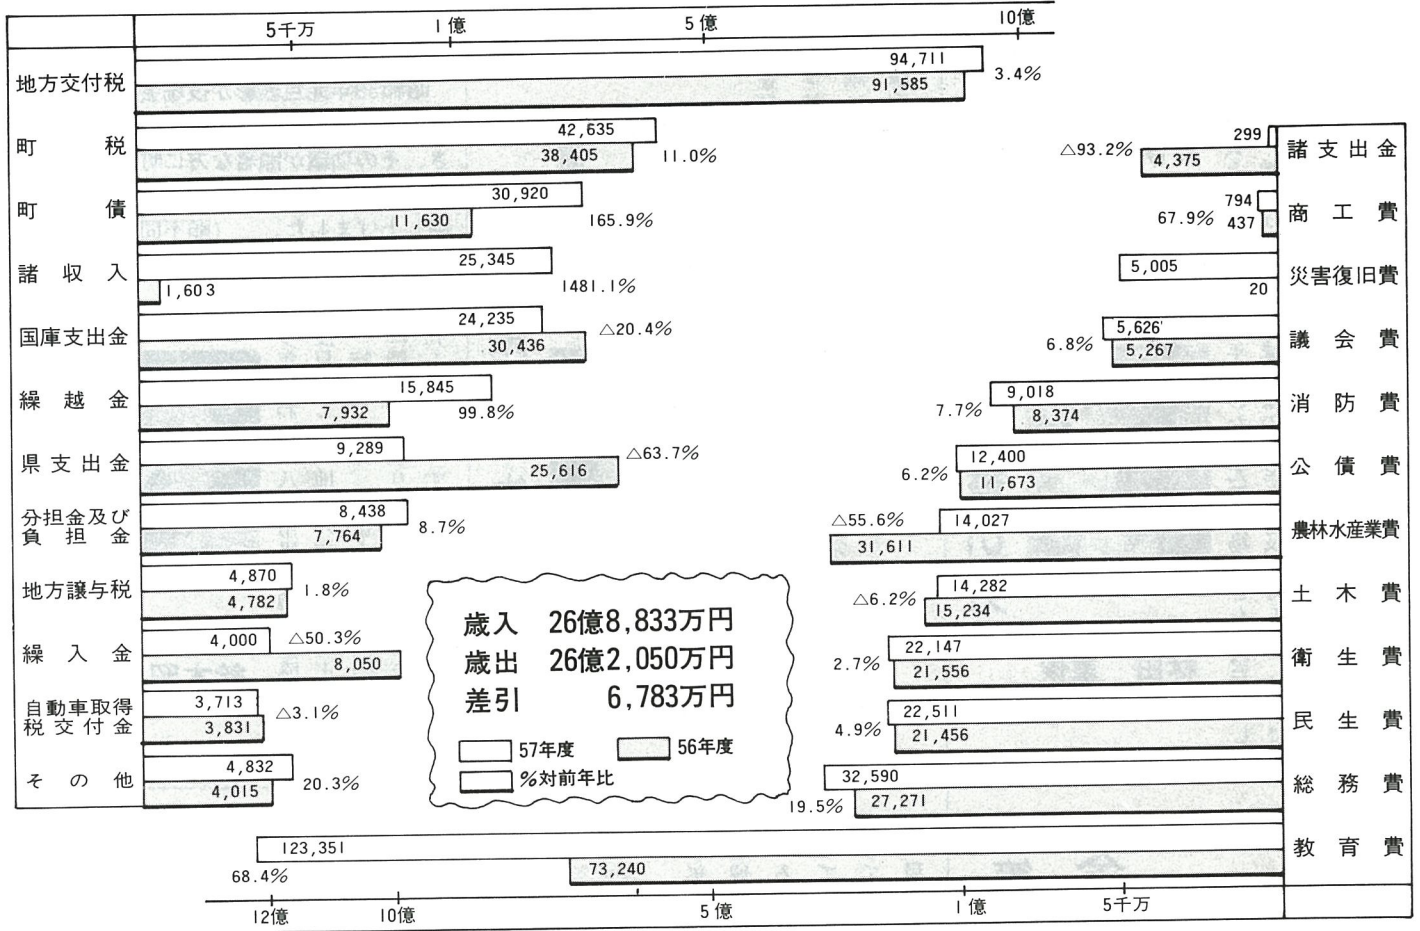 5千万 1億 5億 10億
地方交付税 94,711 91,585 3.4%
町税 42,635 38,405 11.0%
町債 30,920 11,630 165.9%
諸収入 25,345 1,603 1481.1%
国庫支出金 24,235 30,436 △20.4%
繰越金 15,845 7,932 99.8%
県支出金 9,289 25,616 △63.7%
分担金及び
負担金 8,438 7,764 8.7%
地方譲与税 4,870 4,782 1.8%
繰入金 4,000 8,050 △50.3%
自動車取得
税交付金 3,713 3,831 △3.1%
その他 4,832 4,015 20.3%
歳入 26億8,833万円
歳出 26億2,050万円
差引 6,783万円
57年度 56年度
%対前年比
△93.2% 299 4,375 諸支出金
67.9% 794 437 商工費
5,005 20 災害復旧費
6.8% 5,626 5,267 議会費
7.7% 9,018 8,374 消防費
6.2% 12,400 11,673 公債費
△55.6% 14,027 31,611 農林水産業費
△6.2% 14,282 15,234 土木費
2.7% 22,147 21,556 衛生費
4.9% 22,511 21,456 民生費
19.5% 32,590 27,271 総務費
68.4% 123,351 73,240 教育費
12億 10億 5億 1億 5千万